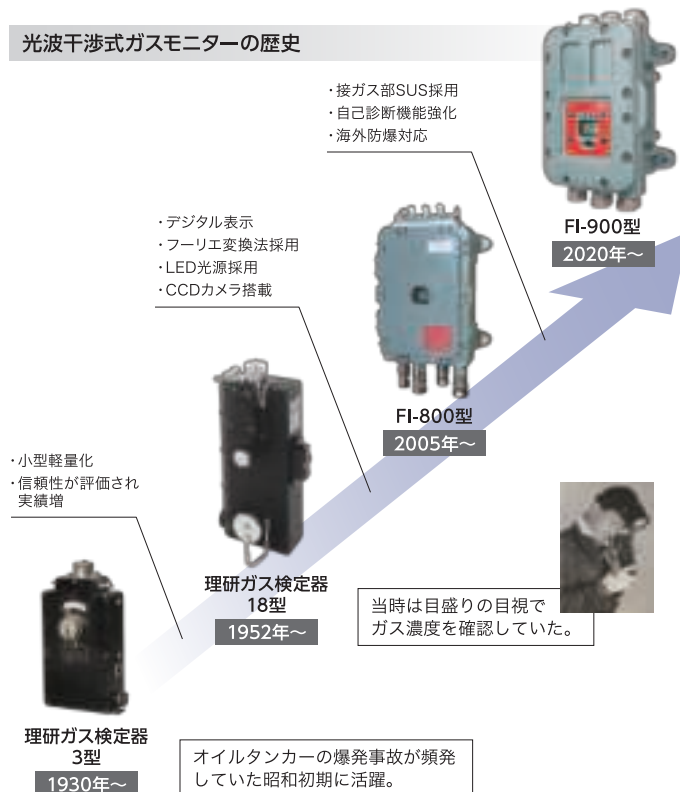 光波干渉式ガスモニターの歴史
・接ガス部SUS採用
・自己診断機能強化
・海外防爆対応
FI-900型
2020年～
・デジタル表示
・フーリエ変換法採用
・LED光源採用
・CCDカメラ搭載
FI-800型
2005年～
・小型軽量化
・信頼性が評価され
実績増
理研ガス検定器
18型
1952年～
当時は目盛りの目視で
ガス濃度を確認していた。
理研ガス検定器
3型
1930年～
オイルタンカーの爆発事故が頻発
していた昭和初期に活躍。